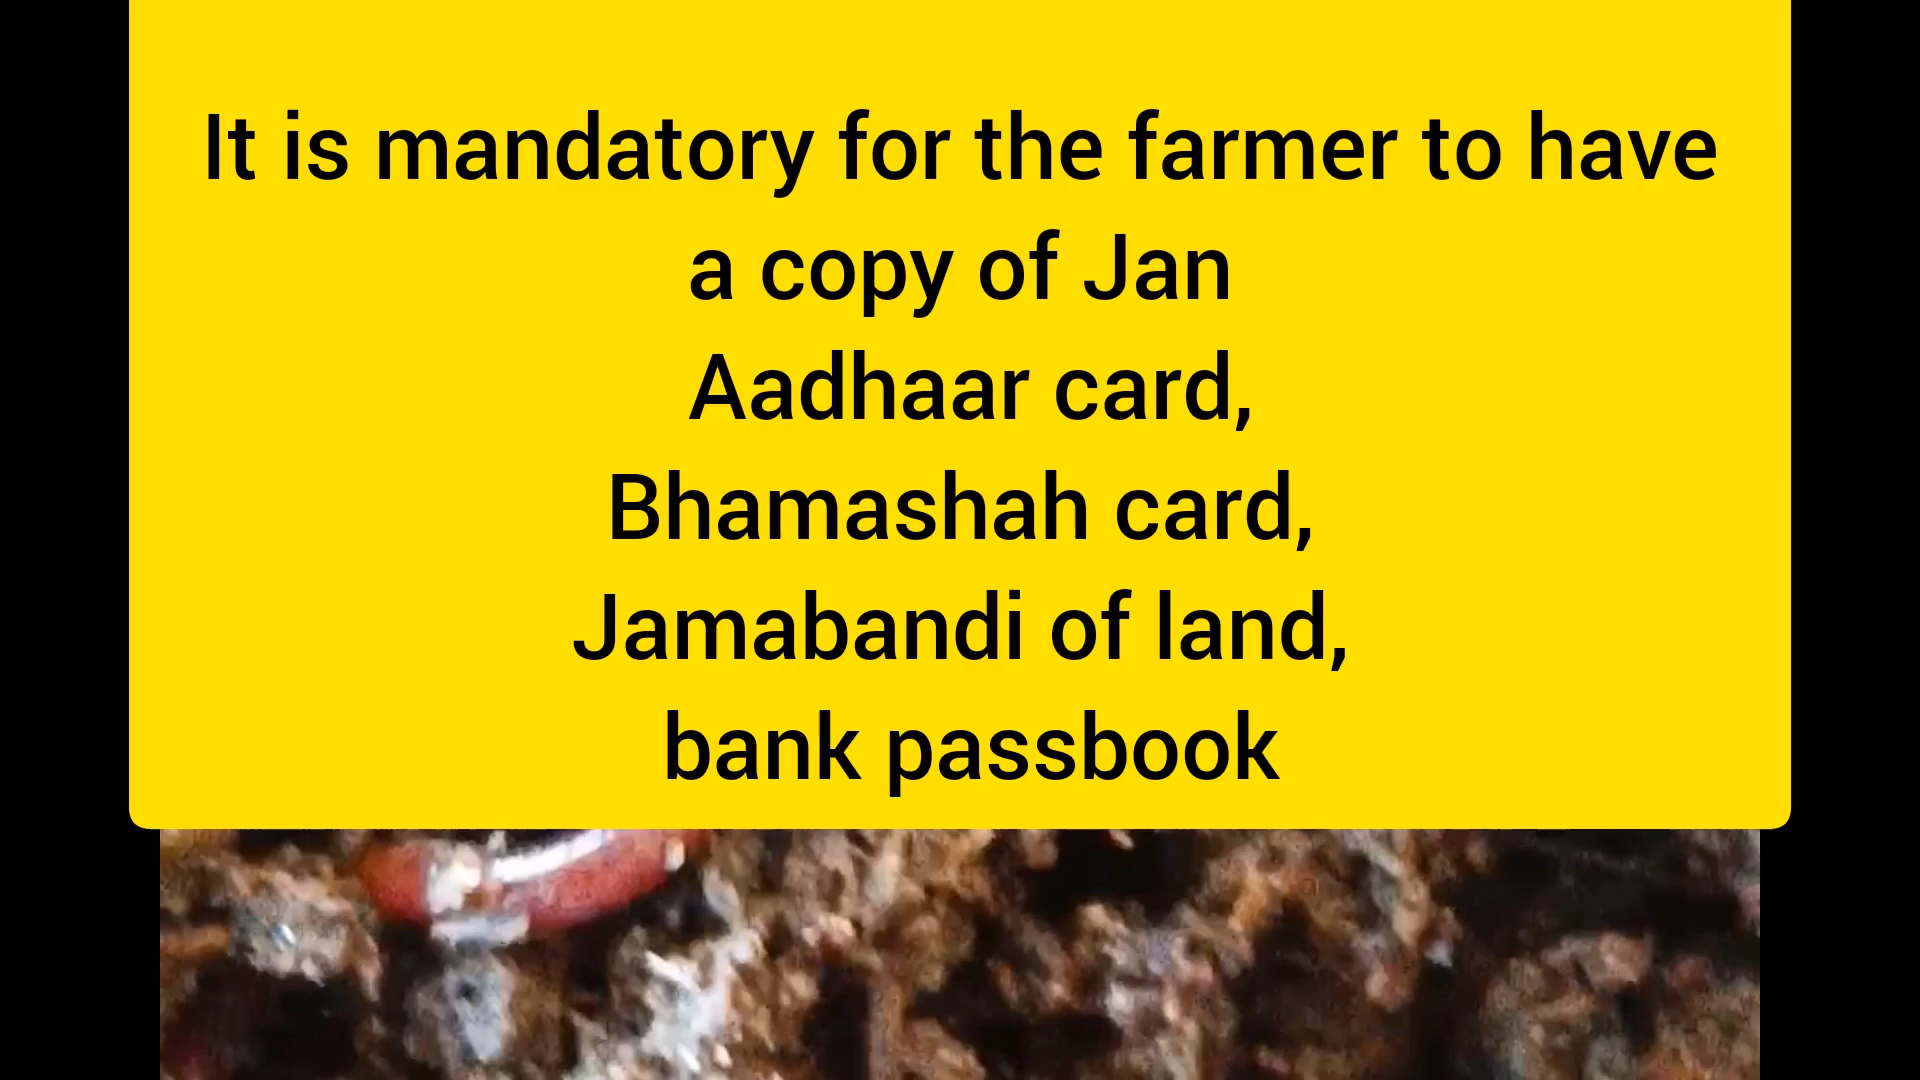 It is mandatory for the farmer to have
a copy of Jan
Aadhaar card,
Bhamashah card,
Jamabandi of land,
bank passbook